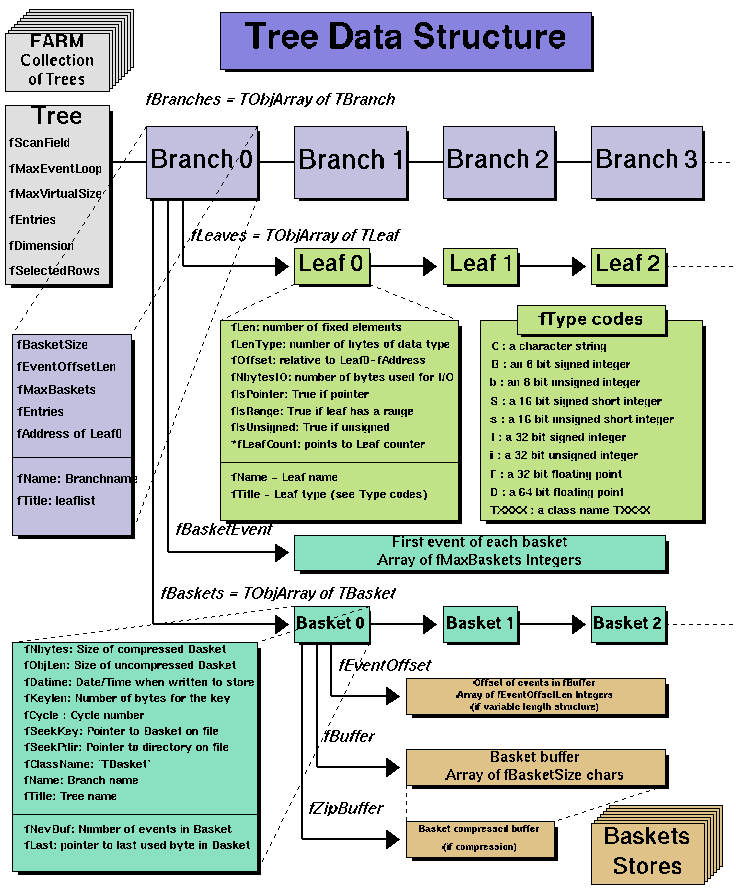 FARM
Collection
of Trees
Tree Data Structure
Tree
fScanField
fMaxEventLoop
fMaxVirtualSize
fEntries
fDimension
fSelectedRows
fBranches = TObjArray of TBranch
Branch 0
Branch 1
Branch 2
Branch 3
fLeaves = TObjArray of TLeaf
Leaf 0
Leaf 1
Leaf 2
fBasketSize
fEventOffsetLen
fMaxBaskets
fEntries
fAddress of Leaf0
fName: Branchname
fTitle: leaflist
fLen: number of fixed elements
fLenType: number of bytes of data type
fOffset: relative to Leaf0-fAddress
fNbytesIO: number of bytes used for I/O
fIsPointer: True if pointer
fIsRange: True if leaf has a range
fIsUnsigned: True if unsigned
*fLeafCount: points to Leaf counter
fName - Leaf name
fTitle - Leaf type (see Type codes)
fType codes
C : a character string
B : an 8 bit signed integer
b : an 8 bit unsigned integer
S : a 16 bit signed short integer
s : a 16 bit unsigned short integer
I : a 32 bit signed integer
i : a 32 bit unsigned integer
F : a 32 bit floating point
D : a 64 bit floating point
TXXXX : a class name TXXXX
fBasketEvent
First event of each basket
Array of fMaxBaskets Integers
fBaskets = TObjArray of TBasket
Basket 0
Basket 1
Basket 2
fNbytes: Size of compressed Basket
fObjLen: Size of uncompressed Basket
fDatime: Date/Time when written to store
fKeylen: Number of bytes for the key
fCycle : Cycle number
fSeekKey: Pointer to Basket on file
fSeekPdir: Pointer to directory on file
fClassName: 'TBasket'
fName: Branch name
fTitle: Tree name
fNevBuf: Number of events in Basket
fLast: pointer to last used byte in Basket
fEventOffset
Offset of events in fBuffer
Array of fEventOffsetLen Integers
(if variable length structure)
fBuffer
Basket buffer
Array of fBasketSize chars
fZipBuffer
Basket compressed buffer
(if compression)
Baskets
Stores